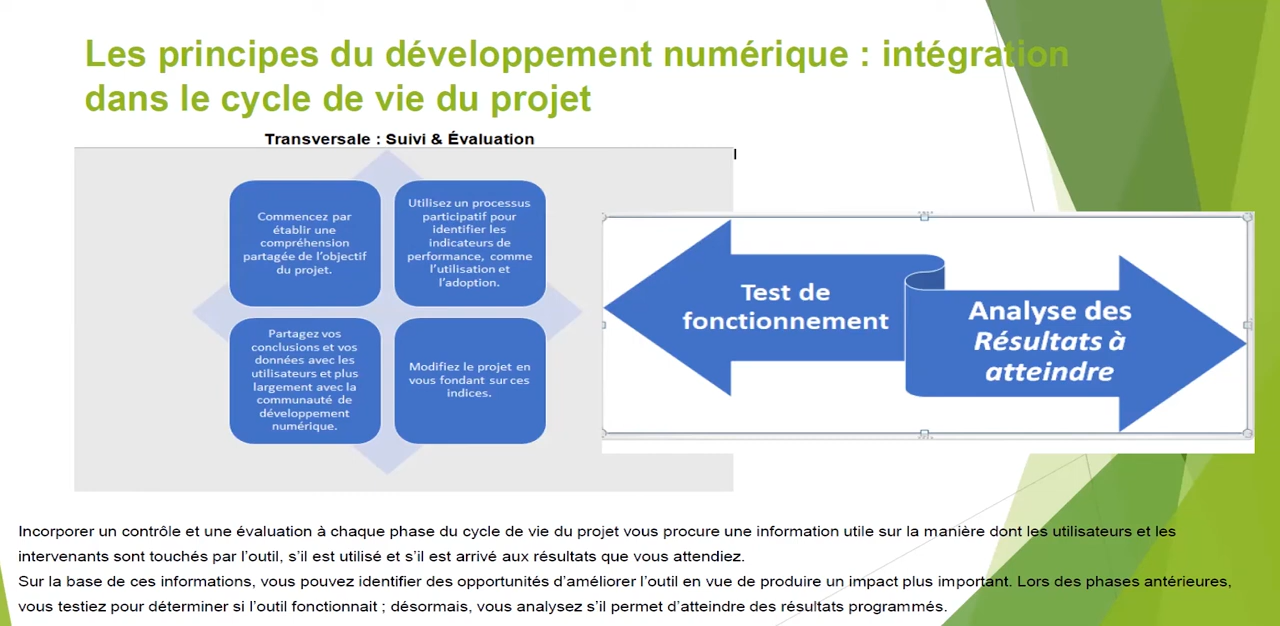 Les principes du développement numérique : intégration
dans le cycle de vie du projet
Transversale : Suivi & Évaluation
Commencez par
établir une
compréhension
partagée de l'objectif
du projet.
Utilisez un processus
participatif pour
identifier les
indicateurs de
performance, comme
l'utilisation et
l'adoption.
Partagez vos
conclusions et vos
données avec les
utilisateurs et plus
largement avec la
communauté de
développement
numérique.
Modifiez le projet en
vous fondant sur ces
indices.
Test de
fonctionnement
Analyse des
Résultats à
atteindre
Incorporer un contrôle et une évaluation à chaque phase du cycle de vie du projet vous procure une information utile sur la manière dont les utilisateurs et les
intervenants sont touchés par l'outil, s'il est utilisé et s'il est arrivé aux résultats que vous attendiez.
Sur la base de ces informations, vous pouvez identifier des opportunités d'améliorer l'outil en vue de produire un impact plus important. Lors des phases antérieures,
vous testiez pour déterminer si l'outil fonctionnait ; désormais, vous analysez s'il permet d'atteindre des résultats programmés.